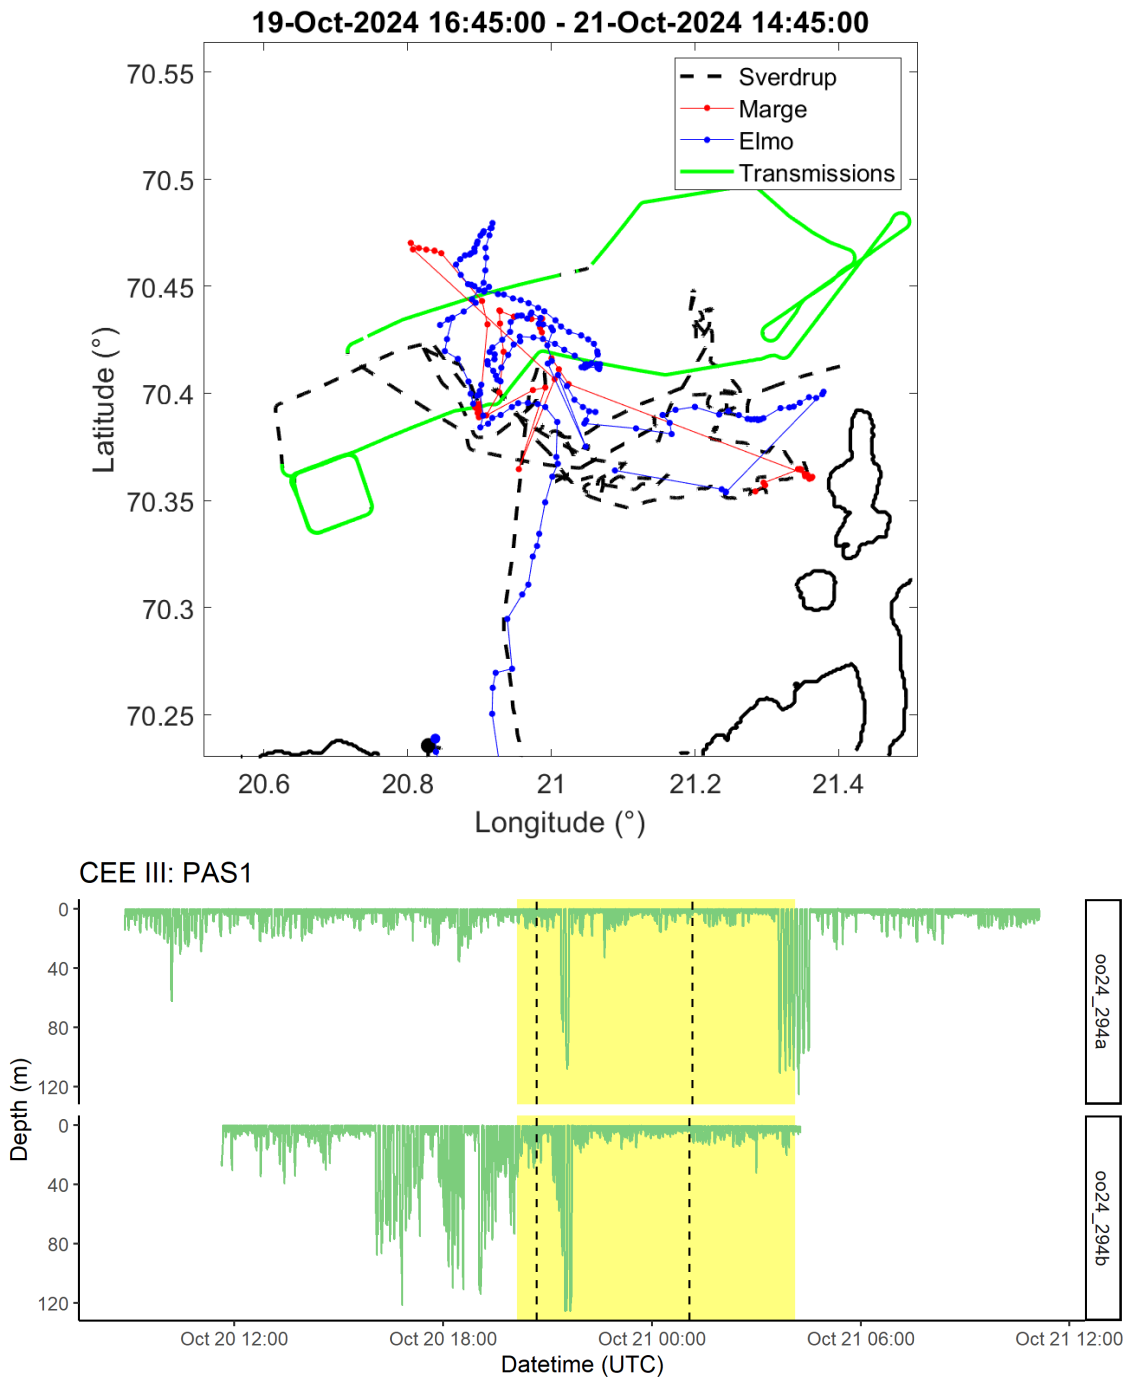 19-Oct-2024 16:45:00 - 21-Oct-2024 14:45:00
Sverdrup
Marge
Elmo
Transmissions
70.55
70.5
70.45
70.4
70.35
70.3
70.25
Latitude (°)
20.6 20.8 21 21.2 21.4
Longitude (°)
CEE III: PAS1
0
40
80
120
oo24_294a
0
40
80
120
oo24_294b
Depth (m)
Oct 20 12:00 Oct 20 18:00 Oct 21 00:00 Oct 21 06:00 Oct 21 12:00
Datetime (UTC)